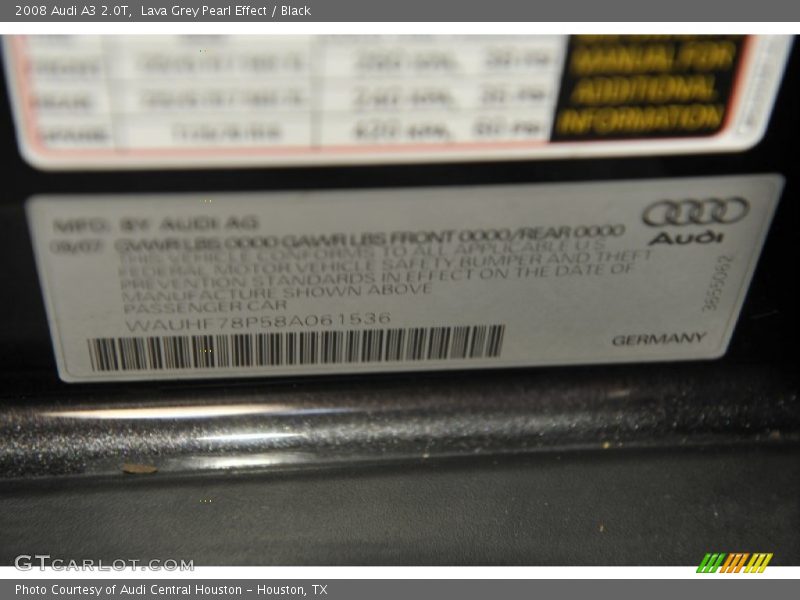 2008 Audi A3 2.0T,  Lava Grey Pearl Effect / Black
MANUAL FOR
ADDITIONAL
INFORMATION
MFD. BY AUDI AG
09/07 GVWR LBS 0000 GAWR LBS FRONT 0000/REAR 0000
THIS VEHICLE CONFORMS TO ALL APPLICABLE U.S.
FEDERAL MOTOR VEHICLE SAFETY BUMPER AND THEFT
PREVENTION STANDARDS IN EFFECT ON THE DATE OF
MANUFACTURE SHOWN ABOVE
PASSENGER CAR
WAUHF78P58A061536
Audi
3655062
GERMANY
GTCARLOT.COM
Photo Courtesy of Audi Central Houston – Houston, TX